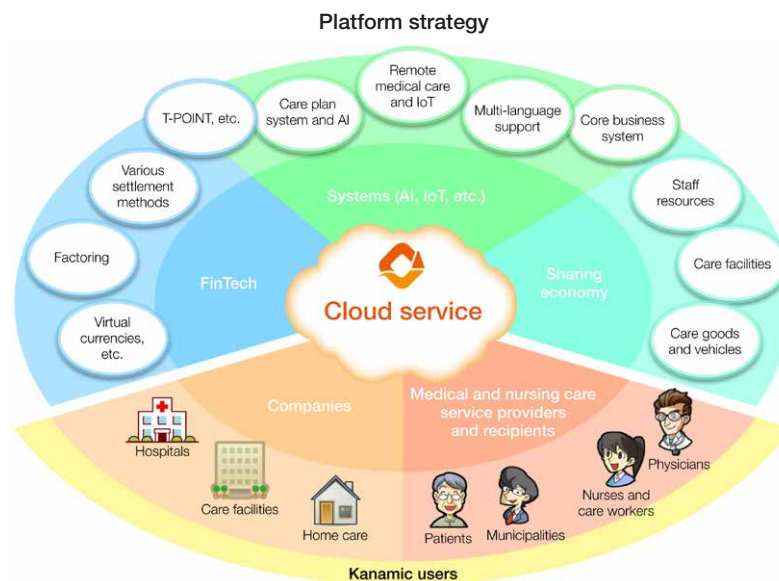 Platform strategy
Remote
medical care
and IoT
Care plan
system and AI
Multi-language
support
T-POINT, etc.
Core business
system
Various
settlement
methods
Staff
resources
Systems (AI, IoT, etc.)
Factoring
Care facilities
FinTech
Sharing
economy
Cloud service
Virtual
currencies,
etc.
Care goods
and vehicles
Companies
Medical and nursing care
service providers
and recipients
Hospitals
Physicians
Care facilities
Nurses and
care workers
Home care
Patients
Municipalities
Kanamic users